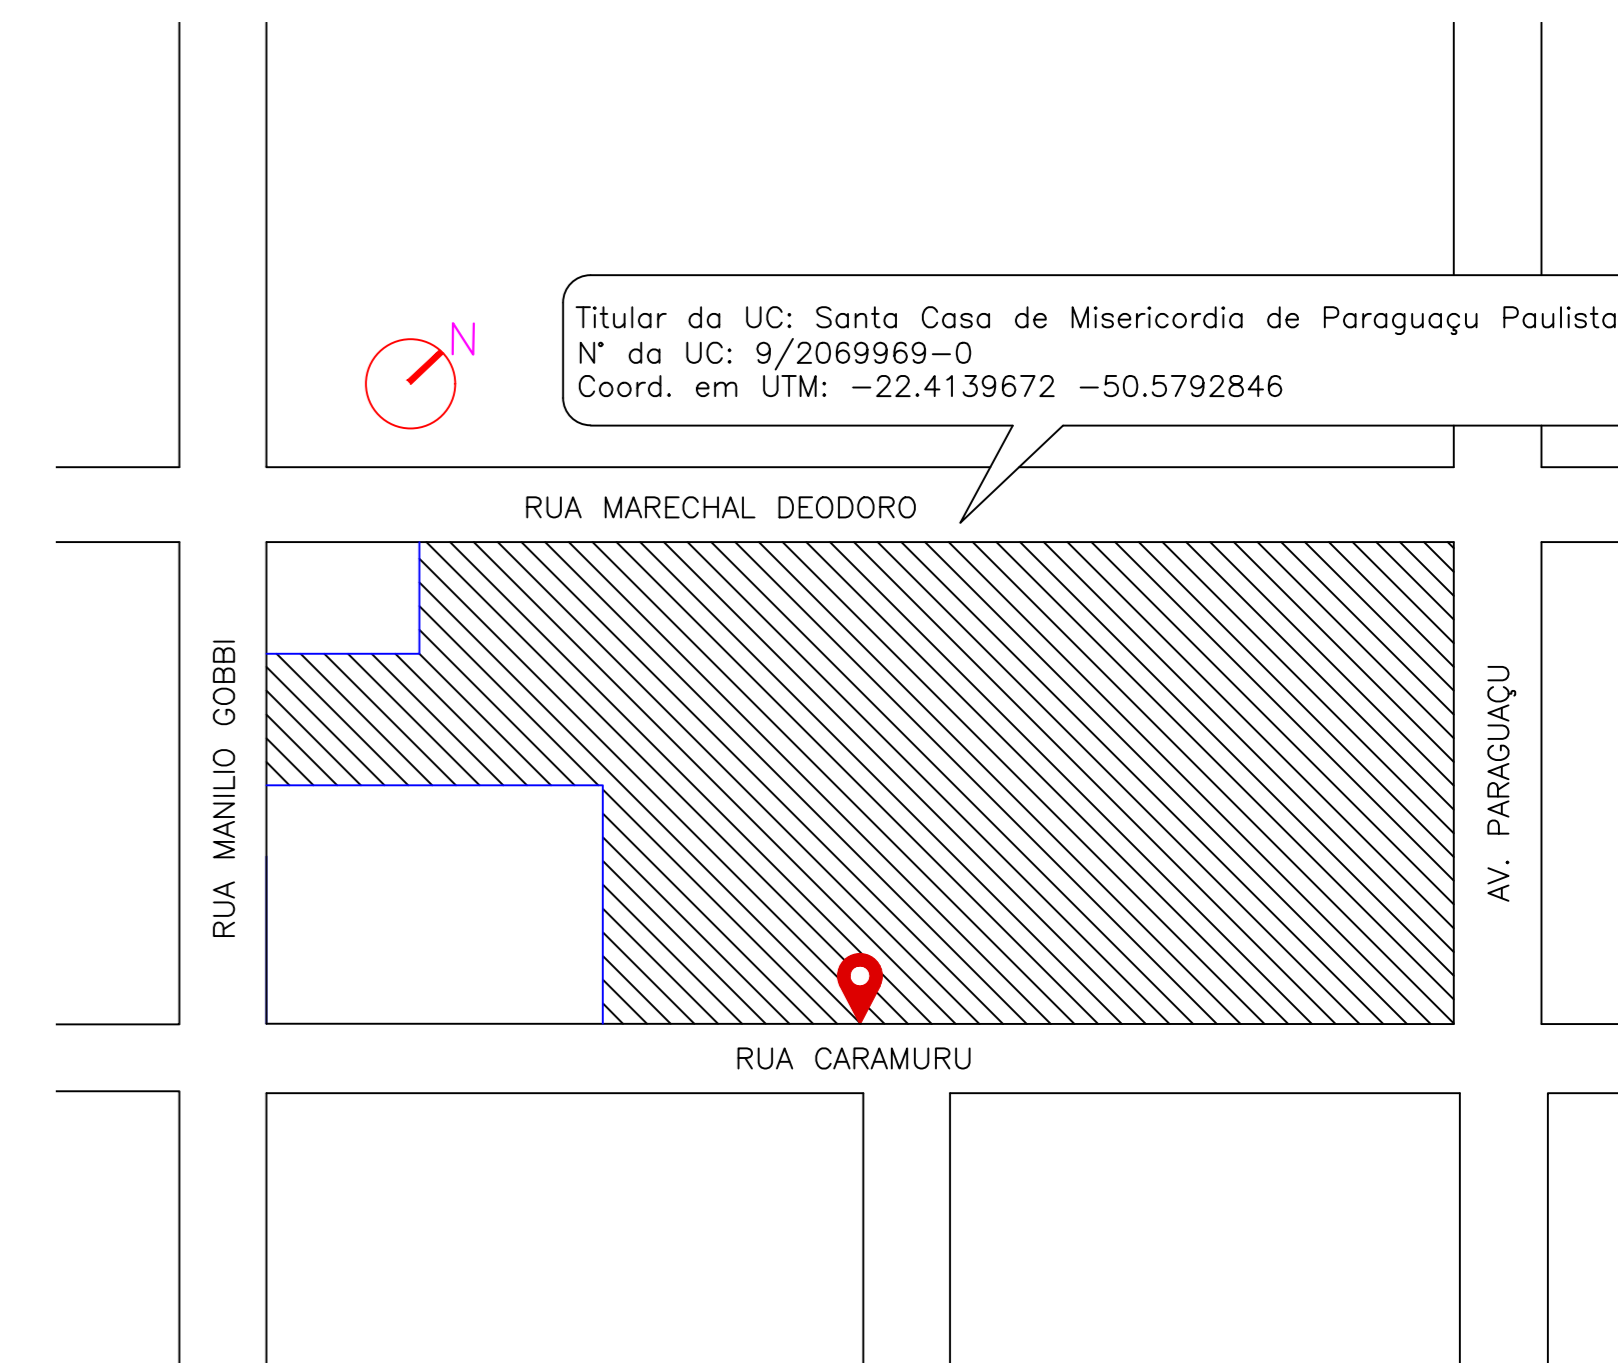 Titular da UC: Santa Casa de Misericordia de Paraguaçu Paulista
N° da UC: 9/2069969-0
Coord. em UTM: -22.4139672 -50.5792846
N
RUA MARECHAL DEODORO
RUA MANILIO GOBBI
AV. PARAGUAÇU
RUA CARAMURU